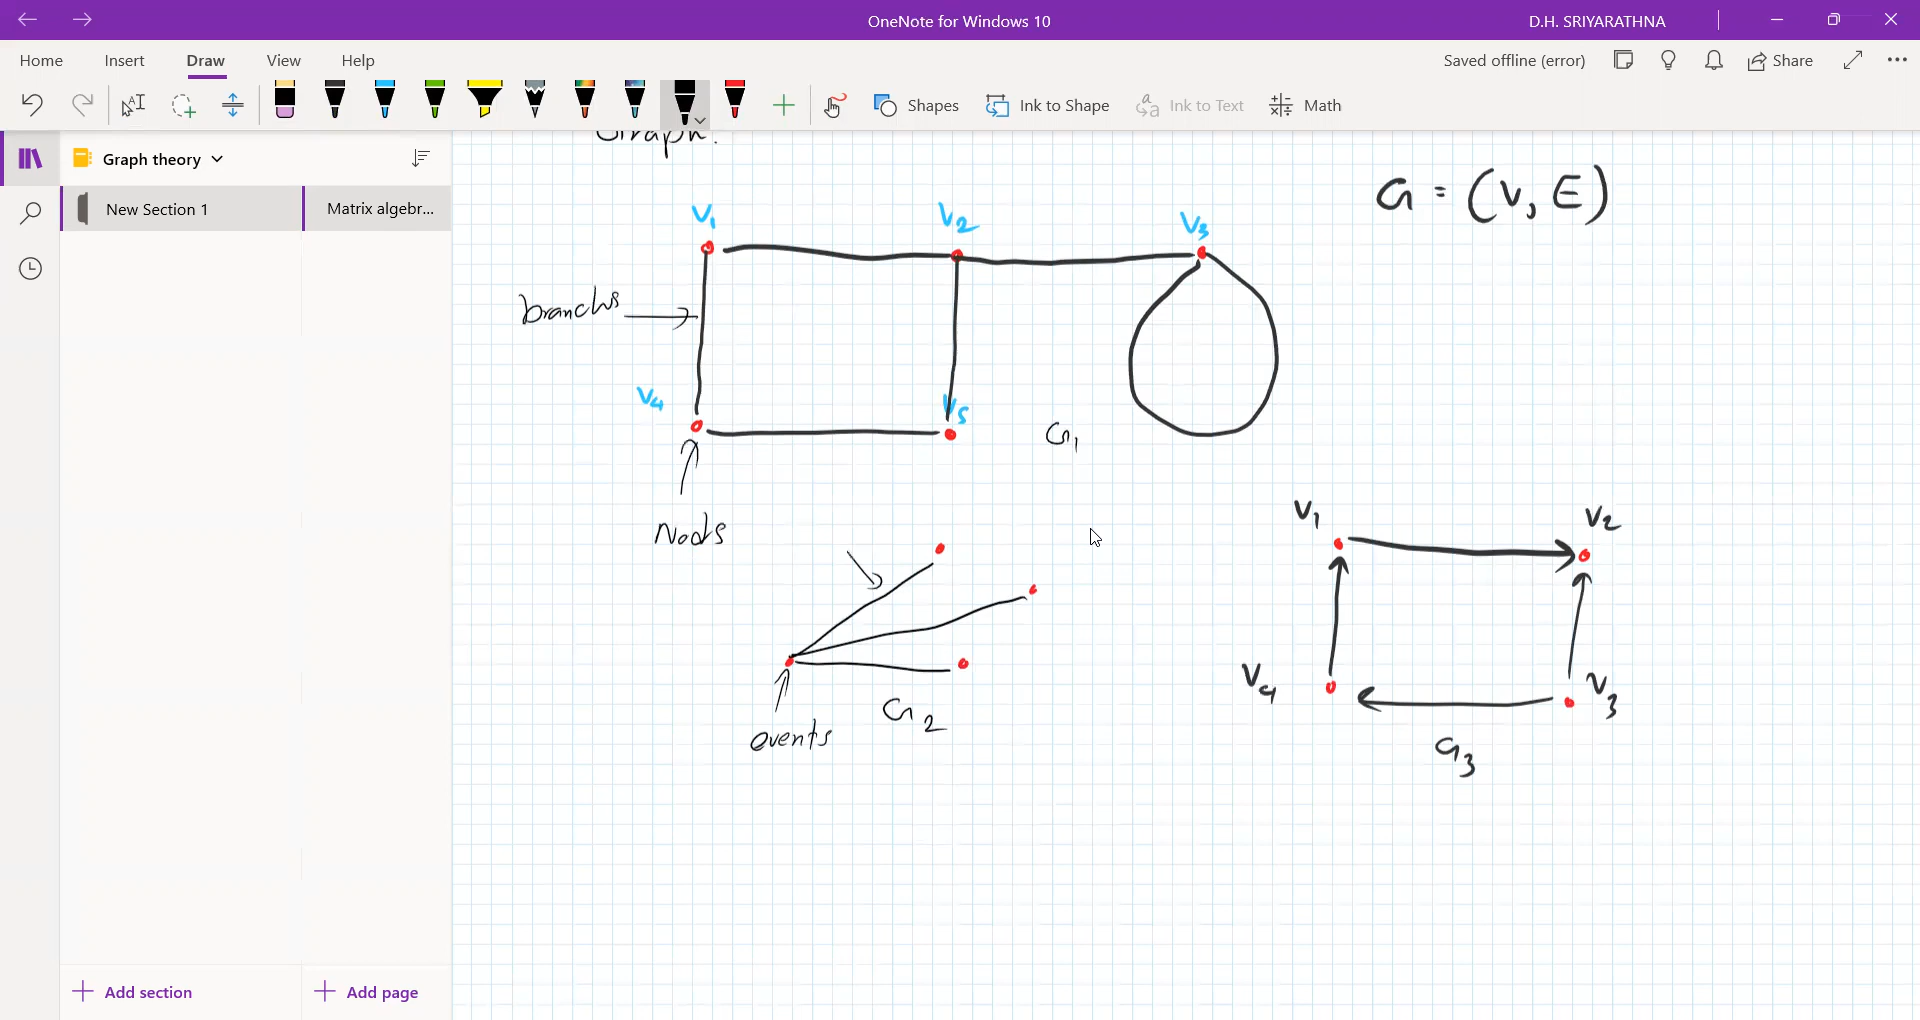 OneNote for Windows 10
D.H. SRIYARATHNA
Home Insert Draw View Help
Saved offline (error) Share
Shapes Ink to Shape Ink to Text Math
Graph theory
New Section 1
Matrix algebr...
Add section
Add page
Graph.
G = (V, E)
V1 V2 V3
branchs
V4 V5
G1
Nods
V1 V2
V4 V3
G2
events
G3